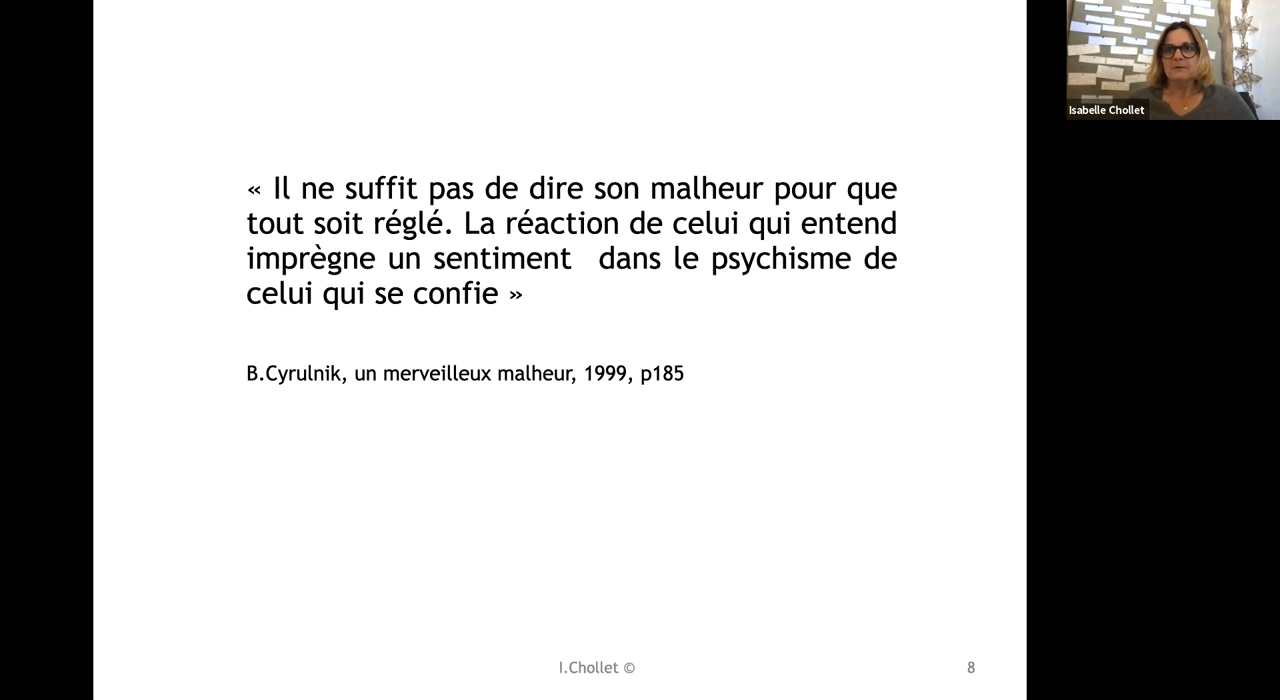 « Il ne suffit pas de dire son malheur pour que
tout soit réglé. La réaction de celui qui entend
imprègne un sentiment  dans le psychisme de
celui qui se confie »
B.Cyrulnik, un merveilleux malheur, 1999, p185
I.Chollet ©
8
Isabelle Chollet